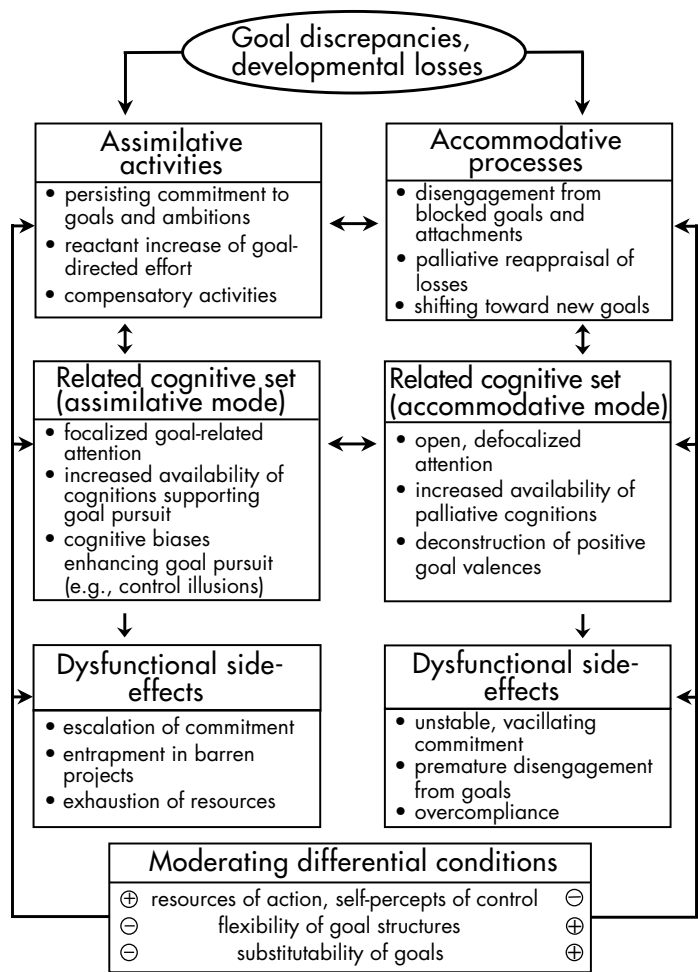 Goal discrepancies,
developmental losses
Assimilative
activities
• persisting commitment to
goals and ambitions
• reactant increase of goal-
directed effort
• compensatory activities
Accommodative
processes
• disengagement from
blocked goals and
attachments
• palliative reappraisal of
losses
• shifting toward new goals
Related cognitive set
(assimilative mode)
• focalized goal-related
attention
• increased availability of
cognitions supporting
goal pursuit
• cognitive biases
enhancing goal pursuit
(e.g., control illusions)
Related cognitive set
(accommodative mode)
• open, defocalized
attention
• increased availability of
palliative cognitions
• deconstruction of positive
goal valences
Dysfunctional side-
effects
• escalation of commitment
• entrapment in barren
projects
• exhaustion of resources
Dysfunctional side-
effects
• unstable, vacillating
commitment
• premature disengagement
from goals
• overcompliance
Moderating differential conditions
⊕ resources of action, self-percepts of control ⊖
⊖ flexibility of goal structures ⊕
⊖ substitutability of goals ⊕